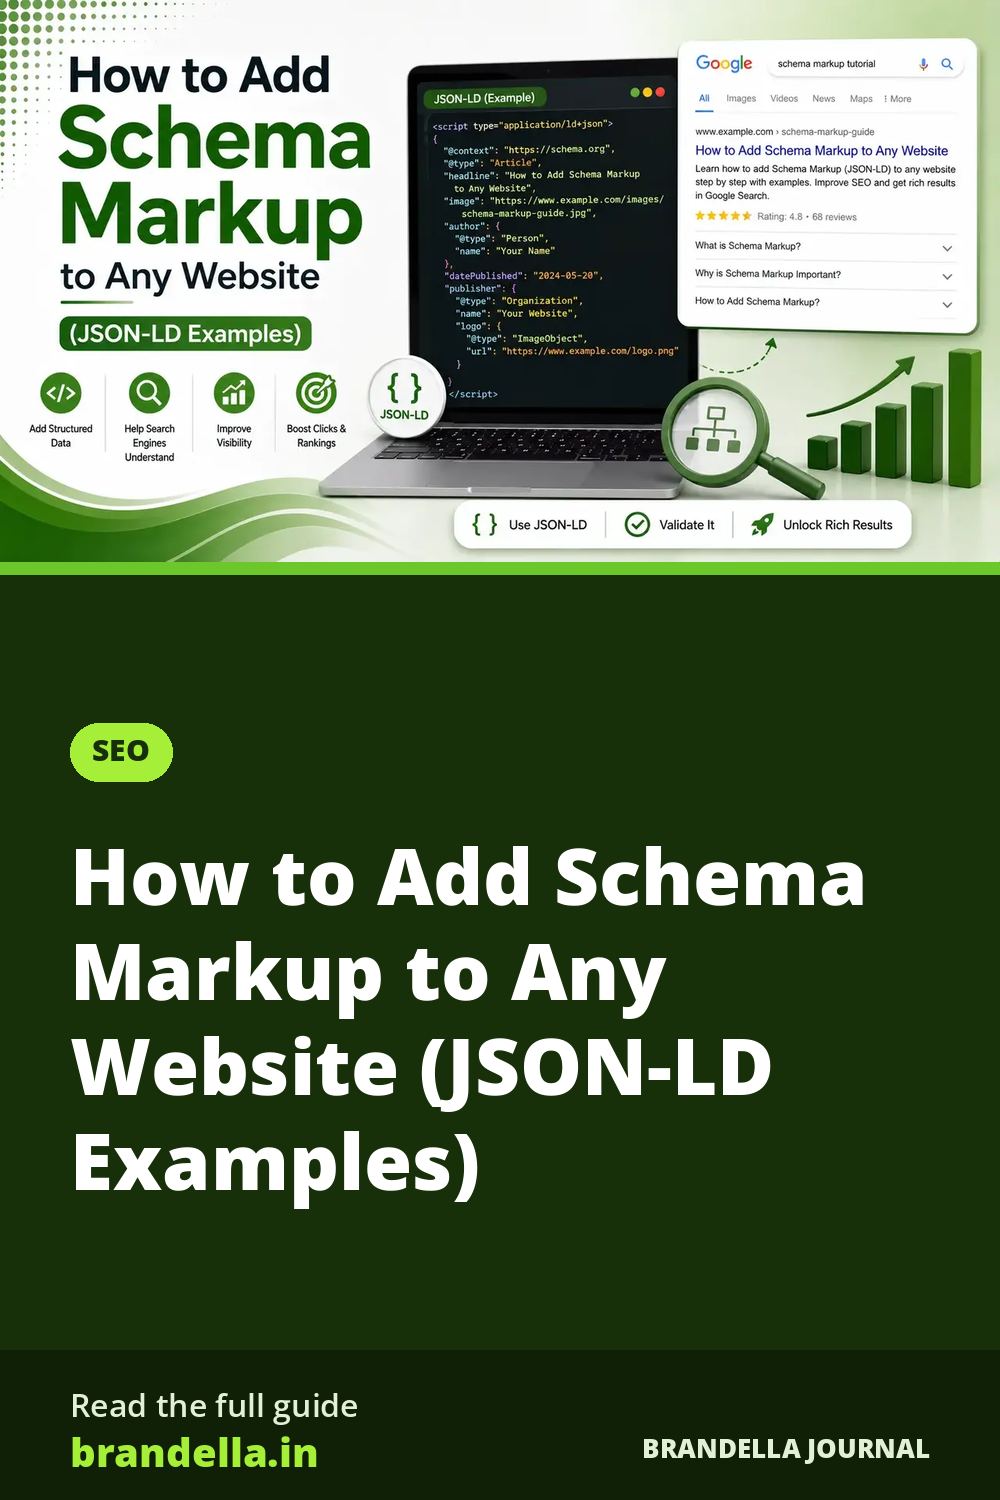 How to Add
Schema
Markup
to Any Website
(JSON-LD Examples)
</>
Add Structured
Data
Help Search
Engines
Understand
Improve
Visibility
Boost Clicks &
Rankings
JSON-LD (Example)
<script type="application/ld+json">
{
"@context": "https://schema.org",
"@type": "Article",
"headline": "How to Add Schema Markup
to Any Website",
"image": "https://www.example.com/images/
schema-markup-guide.jpg",
"author": {
"@type": "Person",
"name": "Your Name"
},
"datePublished": "2024-05-20",
"publisher": {
"@type": "Organization",
"name": "Your Website",
"logo": {
"@type": "ImageObject",
"url": "https://www.example.com/logo.png"
}
}
</script>
{ }
JSON-LD
Google
schema markup tutorial
All Images Videos News Maps More
www.example.com › schema-markup-guide
How to Add Schema Markup to Any Website
Learn how to add Schema Markup (JSON-LD) to any website
step by step with examples. Improve SEO and get rich results
in Google Search.
Rating: 4.8 • 68 reviews
What is Schema Markup?
Why is Schema Markup Important?
How to Add Schema Markup?
{ } Use JSON-LD
Validate It
Unlock Rich Results
SEO
How to Add Schema
Markup to Any
Website (JSON-LD
Examples)
Read the full guide
brandella.in
BRANDELLA JOURNAL